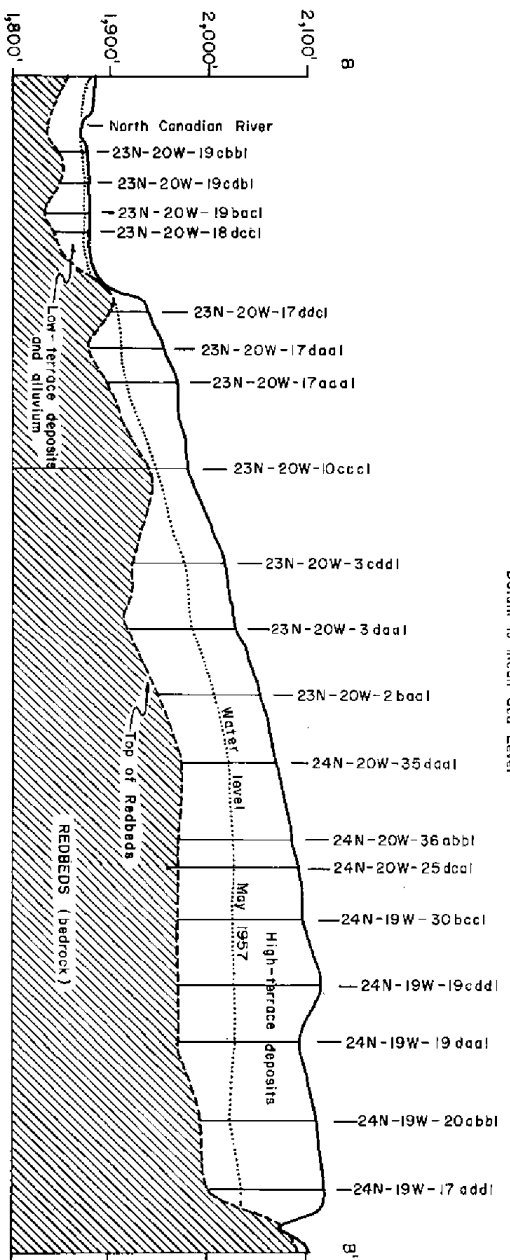 B
2,100'
2,000'
1,900'
1,800'
North Canadian River
23N-20W-19cbb1
23N-20W-19cdb1
23N-20W-19bac1
23N-20W-18dcc1
23N-20W-17ddc1
23N-20W-17daa1
23N-20W-17aaa1
23N-20W-10ccc1
23N-20W-3cdd1
23N-20W-3daa1
23N-20W-2baa1
24N-20W-35daa1
24N-20W-36abb1
24N-20W-25dca1
24N-19W-30bcc1
24N-19W-19cdd1
24N-19W-19daa1
24N-19W-20abb1
24N-19W-17add1
B'
Low-terrace deposits
and alluvium
Top of Redbeds
Water level May 1957
High-terrace deposits
REDBEDS (bedrock)